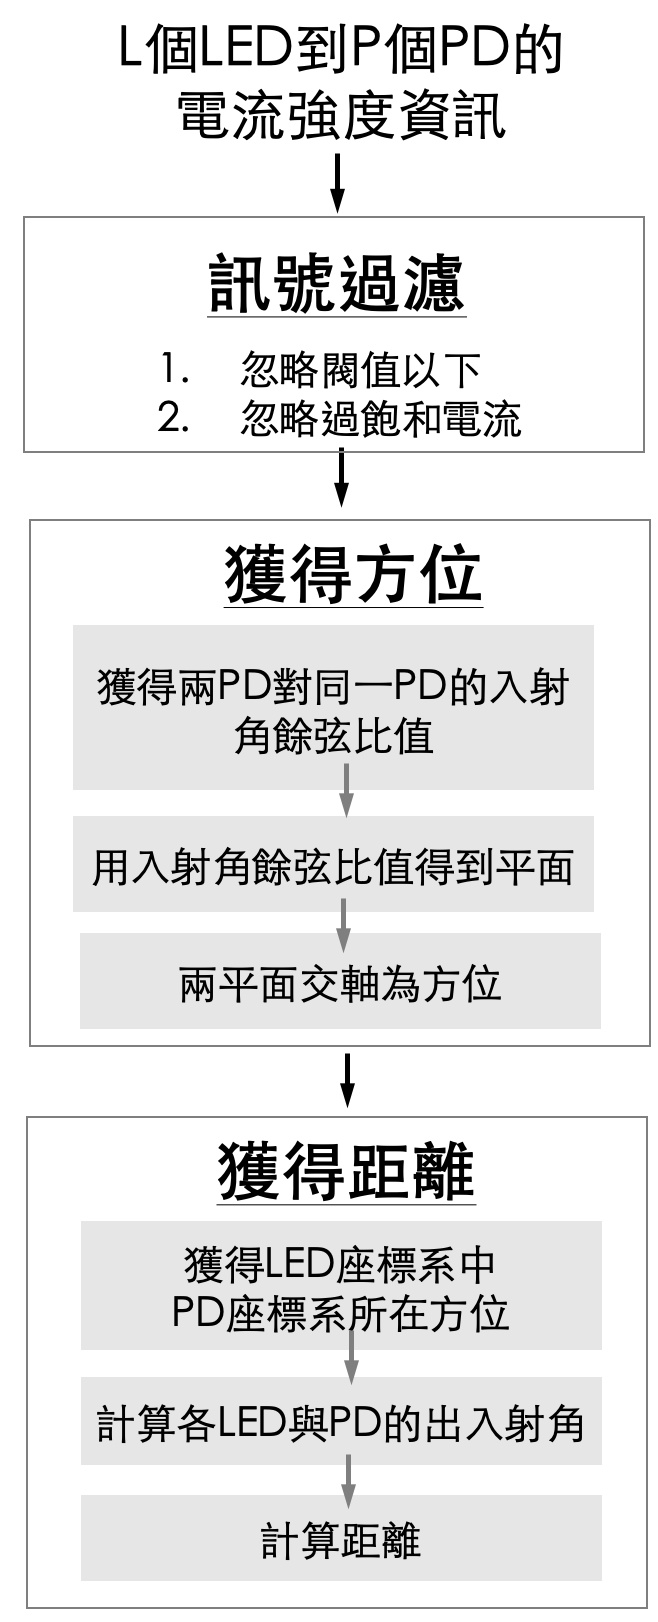 L個LED到P個PD的
電流強度資訊
訊號過濾
1. 忽略閥值以下
2. 忽略過飽和電流
獲得方位
獲得兩PD對同一PD的入射
角餘弦比值
用入射角餘弦比值得到平面
兩平面交軸為方位
獲得距離
獲得LED座標系中
PD座標系所在方位
計算各LED與PD的出入射角
計算距離